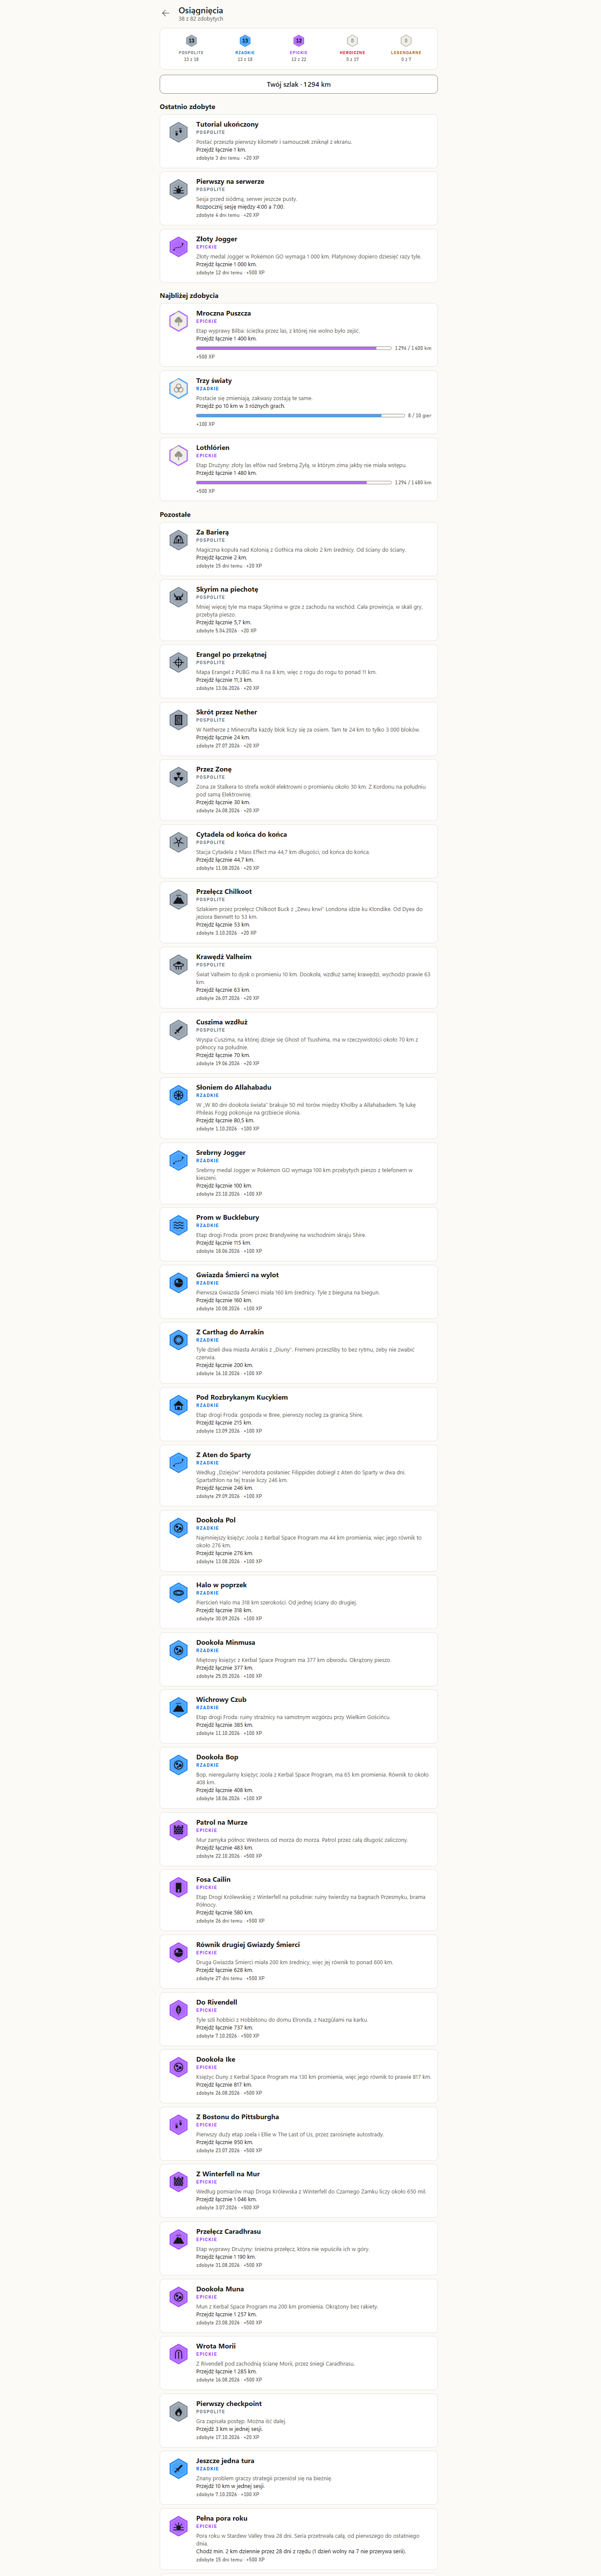 Osiągnięcia
38 z 82 zdobytych
13
13
12
0
0
POSPOLITE
RZADKIE
EPICKIE
HEROICZNE
LEGENDARNE
13 z 18
13 z 18
12 z 22
0 z 17
0 z 7
Twój szlak · 1294 km
Ostatnio zdobyte
Tutorial ukończony
POSPOLITE
Postać przeszła pierwszy kilometr i samouczek zniknął z ekranu.
Przejdź łącznie 1 km.
zdobyte 3 dni temu · +20 XP
Pierwszy na serwerze
POSPOLITE
Sesja przed siódmą, serwer jeszcze pusty.
Rozpocznij sesję między 4:00 a 7:00.
zdobyte 4 dni temu · +20 XP
Złoty Jogger
EPICKIE
Złoty medal Jogger w Pokémon GO wymaga 1 000 km. Platynowy dopiero dziesięć razy tyle.
Przejdź łącznie 1 000 km.
zdobyte 12 dni temu · +500 XP
Najbliżej zdobycia
Mroczna Puszcza
EPICKIE
Etap wyprawy Bilba: ścieżka przez las, z której nie wolno było zejść.
Przejdź łącznie 1 400 km.
1 294 / 1 400 km
+500 XP
Trzy światy
RZADKIE
Postacie się zmieniają, zakwasy zostają te same.
Przejdź po 10 km w 3 różnych grach.
8 / 10 gier
+100 XP
Lothlórien
EPICKIE
Etap Drużyny: złoty las elfów nad Srebrną Żyłą, w którym zima jakby nie miała wstępu.
Przejdź łącznie 1 480 km.
1 294 / 1 480 km
+500 XP
Pozostałe
Za Barierą
POSPOLITE
Magiczna kopuła nad Kolonią z Gothica ma około 2 km średnicy. Od ściany do ściany.
Przejdź łącznie 2 km.
zdobyte 15 dni temu · +20 XP
Skyrim na piechotę
POSPOLITE
Mniej więcej tyle ma mapa Skyrima w grze z zachodu na wschód. Cała prowincja, w skali gry,
przebyta pieszo.
Przejdź łącznie 5,7 km.
zdobyte 5.04.2026 · +20 XP
Erangel po przekątnej
POSPOLITE
Mapa Erangel z PUBG ma 8 na 8 km, więc z rogu do rogu to ponad 11 km.
Przejdź łącznie 11,3 km.
zdobyte 13.06.2026 · +20 XP
Skrót przez Nether
POSPOLITE
W Netherze z Minecrafta każdy blok liczy się za osiem. Tam te 24 km to tylko 3 000 bloków.
Przejdź łącznie 24 km.
zdobyte 27.07.2026 · +20 XP
Przez Zonę
POSPOLITE
Zona ze Stalkera to strefa wokół elektrowni o promieniu około 30 km. Z Kordonu na południu
pod samą Elektrownię.
Przejdź łącznie 30 km.
zdobyte 24.08.2026 · +20 XP
Cytadela od końca do końca
POSPOLITE
Stacja Cytadela z Mass Effect ma 44,7 km długości, od końca do końca.
Przejdź łącznie 44,7 km.
zdobyte 11.08.2026 · +20 XP
Przełęcz Chilkoot
POSPOLITE
Szlakiem przez przełęcz Chilkoot Buck z „Zewu krwi” Londona idzie ku Klondike. Od Dyea do
jeziora Bennett to 53 km.
Przejdź łącznie 53 km.
zdobyte 3.10.2026 · +20 XP
Krawędź Valheim
POSPOLITE
Świat Valheim to dysk o promieniu 10 km. Dookoła, wzdłuż samej krawędzi, wychodzi prawie 63
km.
Przejdź łącznie 63 km.
zdobyte 26.07.2026 · +20 XP
Cuszima wzdłuż
POSPOLITE
Wyspa Cuszima, na której dzieje się Ghost of Tsushima, ma w rzeczywistości około 70 km z
północy na południe.
Przejdź łącznie 70 km.
zdobyte 19.06.2026 · +20 XP
Słoniem do Allahabadu
RZADKIE
W „W 80 dni dookoła świata” brakuje 50 mil torów między Kholby a Allahabadem. Tę lukę
Phileas Fogg pokonuje na grzbiecie słonia.
Przejdź łącznie 80,5 km.
zdobyte 1.10.2026 · +100 XP
Srebrny Jogger
RZADKIE
Srebrny medal Jogger w Pokémon GO wymaga 100 km przebytych pieszo z telefonem w
kieszeni.
Przejdź łącznie 100 km.
zdobyte 23.10.2026 · +100 XP
Prom w Bucklebury
RZADKIE
Etap drogi Froda: prom przez Brandywinę na wschodnim skraju Shire.
Przejdź łącznie 115 km.
zdobyte 18.06.2026 · +100 XP
Gwiazda Śmierci na wylot
RZADKIE
Pierwsza Gwiazda Śmierci miała 160 km średnicy. Tyle z bieguna na biegun.
Przejdź łącznie 160 km.
zdobyte 10.08.2026 · +100 XP
Z Carthag do Arrakin
RZADKIE
Tyle dzieli dwa miasta Arrakis z „Diuny”. Fremeni przeszliby to bez rytmu, żeby nie zwabić
czerwia.
Przejdź łącznie 200 km.
zdobyte 16.10.2026 · +100 XP
Pod Rozbrykanym Kucykiem
RZADKIE
Etap drogi Froda: gospoda w Bree, pierwszy nocleg za granicą Shire.
Przejdź łącznie 215 km.
zdobyte 13.09.2026 · +100 XP
Z Aten do Sparty
RZADKIE
Według „Dziejów” Herodota posłaniec Filippides dobiegł z Aten do Sparty w dwa dni.
Spartathlon na tej trasie liczy 246 km.
Przejdź łącznie 246 km.
zdobyte 29.09.2026 · +100 XP
Dookoła Pol
RZADKIE
Najmniejszy księżyc Joola z Kerbal Space Program ma 44 km promienia, więc jego równik to
około 276 km.
Przejdź łącznie 276 km.
zdobyte 13.08.2026 · +100 XP
Halo w poprzek
RZADKIE
Pierścień Halo ma 318 km szerokości. Od jednej ściany do drugiej.
Przejdź łącznie 318 km.
zdobyte 30.09.2026 · +100 XP
Dookoła Minmusa
RZADKIE
Miętowy księżyc z Kerbal Space Program ma 377 km obwodu. Okrążony pieszo.
Przejdź łącznie 377 km.
zdobyte 25.05.2026 · +100 XP
Wichrowy Czub
RZADKIE
Etap drogi Froda: ruiny strażnicy na samotnym wzgórzu przy Wielkim Gościńcu.
Przejdź łącznie 385 km.
zdobyte 11.10.2026 · +100 XP
Dookoła Bop
RZADKIE
Bop, nieregularny księżyc Joola z Kerbal Space Program, ma 65 km promienia. Równik to około
408 km.
Przejdź łącznie 408 km.
zdobyte 18.06.2026 · +100 XP
Patrol na Murze
EPICKIE
Mur zamyka północ Westeros od morza do morza. Patrol przez całą długość zaliczony.
Przejdź łącznie 483 km.
zdobyte 22.10.2026 · +500 XP
Fosa Cailin
EPICKIE
Etap Drogi Królewskiej z Winterfell na południe: ruiny twierdzy na bagnach Przesmyku, brama
Północy.
Przejdź łącznie 580 km.
zdobyte 26 dni temu · +500 XP
Równik drugiej Gwiazdy Śmierci
EPICKIE
Druga Gwiazda Śmierci miała 200 km średnicy, więc jej równik to ponad 600 km.
Przejdź łącznie 628 km.
zdobyte 27 dni temu · +500 XP
Do Rivendell
EPICKIE
Tyle szli hobbici z Hobbitonu do domu Elronda, z Nazgûlami na karku.
Przejdź łącznie 737 km.
zdobyte 7.10.2026 · +500 XP
Dookoła Ike
EPICKIE
Księżyc Duny z Kerbal Space Program ma 130 km promienia, więc jego równik to prawie 817 km.
Przejdź łącznie 817 km.
zdobyte 26.08.2026 · +500 XP
Z Bostonu do Pittsburgha
EPICKIE
Pierwszy duży etap Joela i Ellie w The Last of Us, przez zarośnięte autostrady.
Przejdź łącznie 950 km.
zdobyte 23.07.2026 · +500 XP
Z Winterfell na Mur
EPICKIE
Według pomiarów map Droga Królewska z Winterfell do Czarnego Zamku liczy około 650 mil.
Przejdź łącznie 1 046 km.
zdobyte 3.07.2026 · +500 XP
Przełęcz Caradhrasu
EPICKIE
Etap wyprawy Drużyny: śnieżna przełęcz, która nie wpuściła ich w góry.
Przejdź łącznie 1 190 km.
zdobyte 31.08.2026 · +500 XP
Dookoła Muna
EPICKIE
Mun z Kerbal Space Program ma 200 km promienia. Okrążony bez rakiety.
Przejdź łącznie 1 257 km.
zdobyte 23.08.2026 · +500 XP
Wrota Morii
EPICKIE
Z Rivendell pod zachodnią ścianę Morii, przez śniegi Caradhrasu.
Przejdź łącznie 1 285 km.
zdobyte 16.08.2026 · +500 XP
Pierwszy checkpoint
POSPOLITE
Gra zapisała postęp. Można iść dalej.
Przejdź 3 km w jednej sesji.
zdobyte 17.10.2026 · +20 XP
Jeszcze jedna tura
RZADKIE
Znany problem graczy strategii przeniósł się na bieżnię.
Przejdź 10 km w jednej sesji.
zdobyte 7.10.2026 · +100 XP
Pełna pora roku
EPICKIE
Pora roku w Stardew Valley trwa 28 dni. Seria przetrwała całą, od pierwszego do ostatniego
dnia.
Chodź min. 2 km dziennie przez 28 dni z rzędu (1 dzień wolny na 7 nie przerywa serii).
zdobyte 15 dni temu · +500 XP